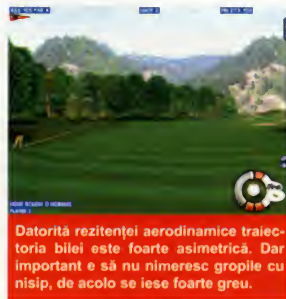 Datorită rezitenței aerodinamice traiec-
toria bilei este foarte asimetrică. Dar
important e să nu nimeresc gropile cu
nisip, de acolo se iese foarte greu.